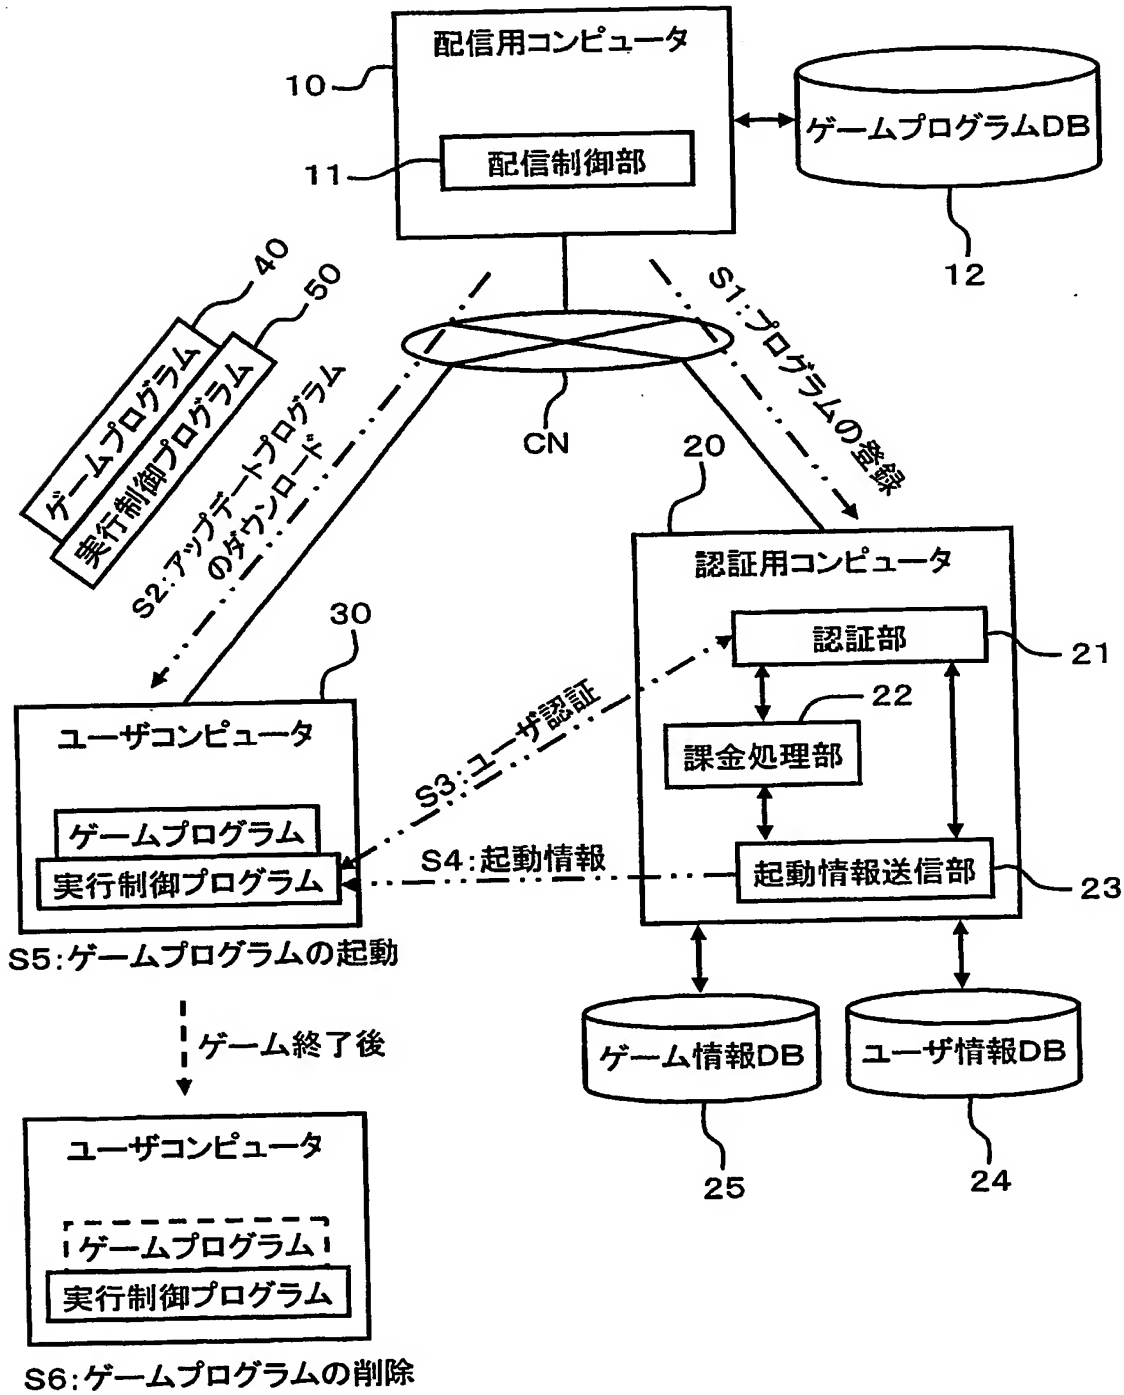 配信用コンピュータ
10
ゲームプログラムDB
11
配信制御部
12
40
50
ゲームプログラム
実行制御プログラム
S1:プログラムの登録
S2:アップデートプログラム
のダウンロード
CN
20
認証用コンピュータ
認証部
21
30
22
ユーザコンピュータ
課金処理部
S3:ユーザ認証
ゲームプログラム
実行制御プログラム
S4:起動情報
起動情報送信部
23
S5:ゲームプログラムの起動
ゲーム終了後
ゲーム情報DB
ユーザ情報DB
25
24
ユーザコンピュータ
ゲームプログラム
実行制御プログラム
S6:ゲームプログラムの削除